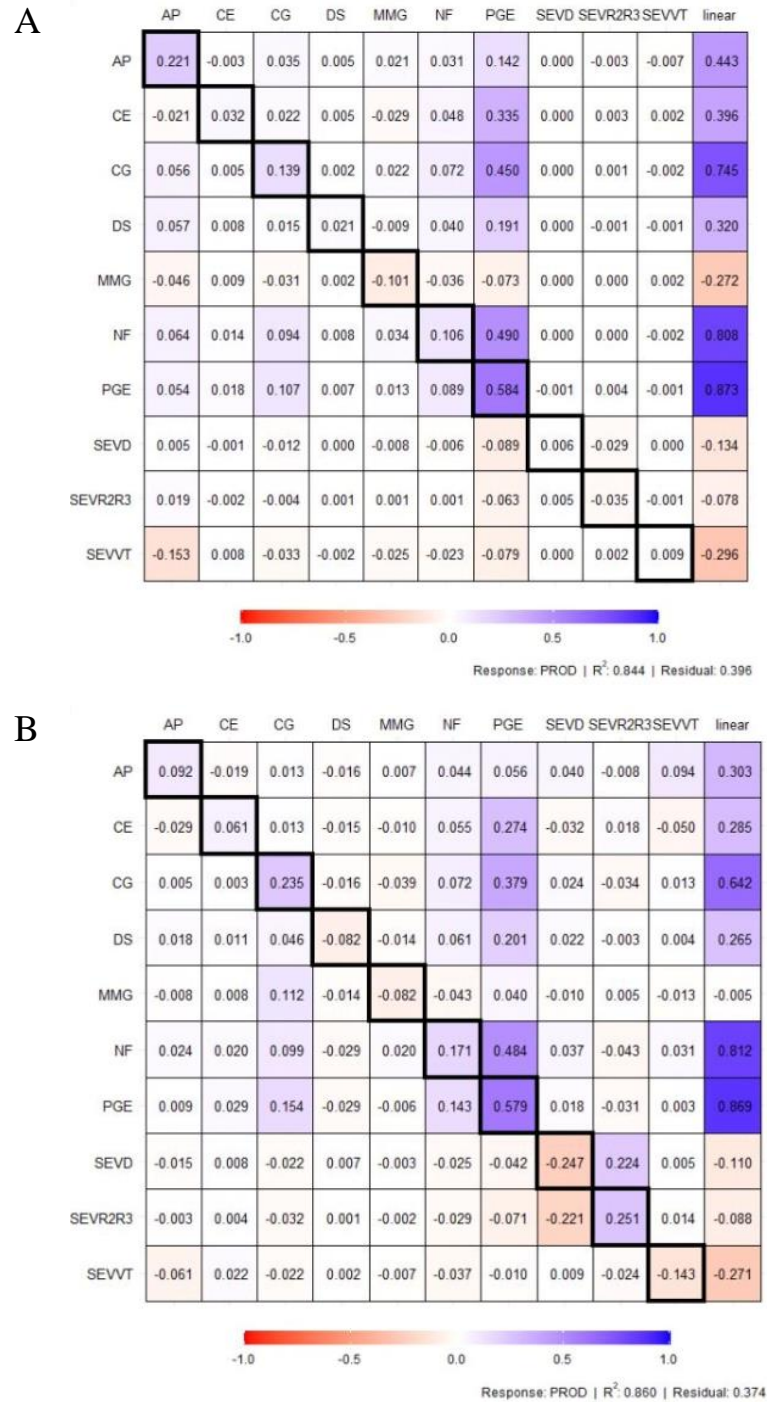 A
AP CE CG DS MMG NF PGE SEVD SEVR2R3 SEVVT linear
AP 0.221 -0.003 0.035 0.005 0.021 0.031 0.142 0.000 -0.003 -0.007 0.443
CE -0.021 0.032 0.022 0.005 -0.029 0.048 0.335 0.000 0.003 0.002 0.396
CG 0.056 0.005 0.139 0.002 0.022 0.072 0.450 0.000 0.001 -0.002 0.745
DS 0.057 0.008 0.015 0.021 -0.009 0.040 0.191 0.000 -0.001 -0.001 0.320
MMG -0.046 0.009 -0.031 0.002 -0.101 -0.036 -0.073 0.000 0.000 0.002 -0.272
NF 0.064 0.014 0.094 0.008 0.034 0.106 0.490 0.000 0.000 -0.002 0.808
PGE 0.054 0.018 0.107 0.007 0.013 0.089 0.584 -0.001 0.004 -0.001 0.873
SEVD 0.005 -0.001 -0.012 0.000 -0.008 -0.006 -0.089 0.006 -0.029 0.000 -0.134
SEVR2R3 0.019 -0.002 -0.004 0.001 0.001 0.001 -0.063 0.005 -0.035 -0.001 -0.078
SEVVT -0.153 0.008 -0.033 -0.002 -0.025 -0.023 -0.079 0.000 0.002 0.009 -0.296
-1.0 -0.5 0.0 0.5 1.0
Response: PROD | R²: 0.844 | Residual: 0.396
B
AP CE CG DS MMG NF PGE SEVD SEVR2R3 SEVVT linear
AP 0.092 -0.019 0.013 -0.016 0.007 0.044 0.056 0.040 -0.008 0.094 0.303
CE -0.029 0.061 0.013 -0.015 -0.010 0.055 0.274 -0.032 0.018 -0.050 0.285
CG 0.005 0.003 0.235 -0.016 -0.039 0.072 0.379 0.024 -0.034 0.013 0.642
DS 0.018 0.011 0.046 -0.082 -0.014 0.061 0.201 0.022 -0.003 0.004 0.265
MMG -0.008 0.008 0.112 -0.014 -0.082 -0.043 0.040 -0.010 0.005 -0.013 -0.005
NF 0.024 0.020 0.099 -0.029 0.020 0.171 0.484 0.037 -0.043 0.031 0.812
PGE 0.009 0.029 0.154 -0.029 -0.006 0.143 0.579 0.018 -0.031 0.003 0.869
SEVD -0.015 0.008 -0.022 0.007 -0.003 -0.025 -0.042 -0.247 0.224 0.005 -0.110
SEVR2R3 -0.003 0.004 -0.032 0.001 -0.002 -0.029 -0.071 -0.221 0.251 0.014 -0.088
SEVVT -0.061 0.022 -0.022 0.002 -0.007 -0.037 -0.010 0.009 -0.024 -0.143 -0.271
-1.0 -0.5 0.0 0.5 1.0
Response: PROD | R²: 0.860 | Residual: 0.374